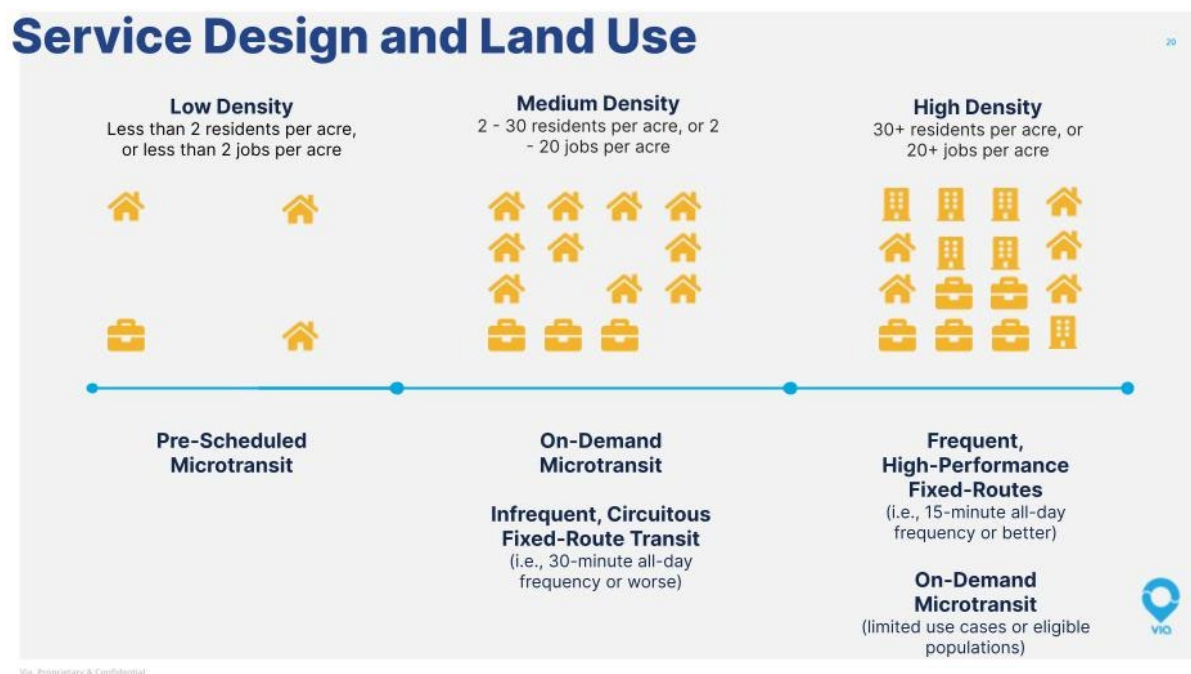 Service Design and Land Use
20
Low Density
Less than 2 residents per acre,
or less than 2 jobs per acre
Medium Density
2 - 30 residents per acre, or 2
- 20 jobs per acre
High Density
30+ residents per acre, or
20+ jobs per acre
Pre-Scheduled
Microtransit
On-Demand
Microtransit
Infrequent, Circuitous
Fixed-Route Transit
(i.e., 30-minute all-day
frequency or worse)
Frequent,
High-Performance
Fixed-Routes
(i.e., 15-minute all-day
frequency or better)
On-Demand
Microtransit
(limited use cases or eligible
populations)
via
Via. Proprietary & Confidential